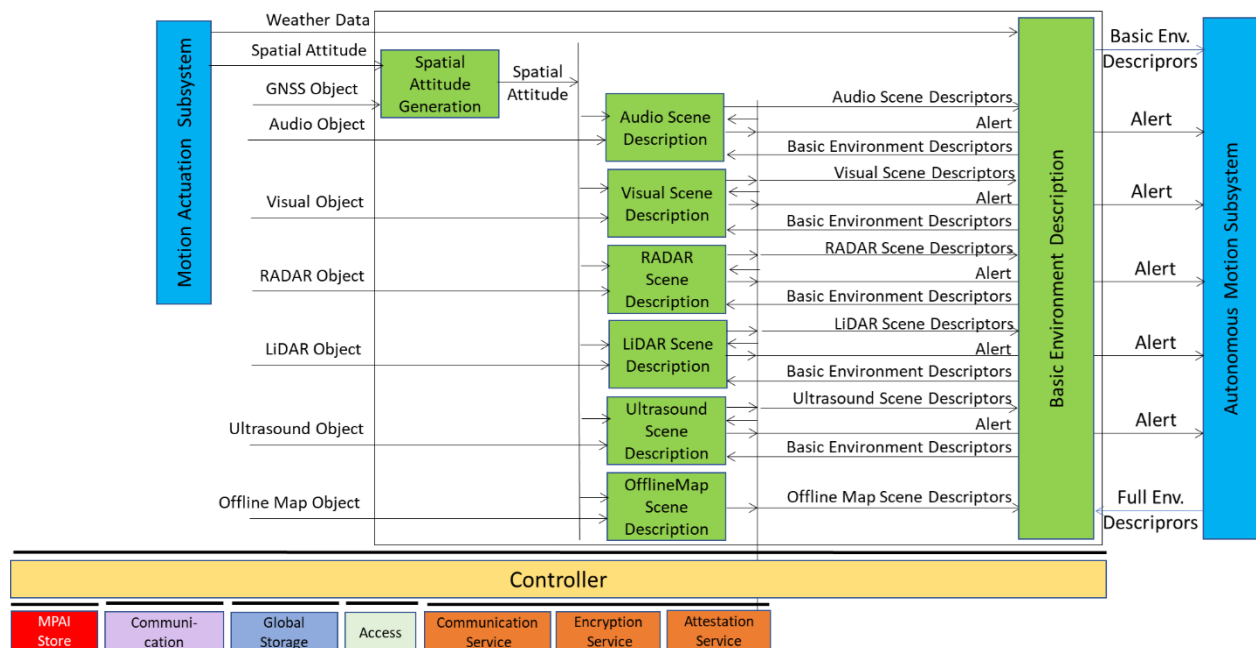 Weather Data
Spatial Attitude
GNSS Object
Audio Object
Visual Object
RADAR Object
LiDAR Object
Ultrasound Object
Offline Map Object
Motion Actuation Subsystem
Spatial
Attitude
Generation
Spatial
Attitude
Audio Scene
Description
Visual Scene
Description
RADAR
Scene
Description
LiDAR Scene
Description
Ultrasound
Scene
Description
OfflineMap
Scene
Description
Audio Scene Descriptors
Alert
Basic Environment Descriptors
Visual Scene Descriptors
Alert
Basic Environment Descriptors
RADAR Scene Descriptors
Alert
Basic Environment Descriptors
LiDAR Scene Descriptors
Alert
Basic Environment Descriptors
Ultrasound Scene Descriptors
Alert
Basic Environment Descriptors
Offline Map Scene Descriptors
Basic Environment Description
Basic Env.
Descriprors
Alert
Alert
Alert
Alert
Alert
Full Env.
Descriprors
Autonomous Motion Subsystem
Controller
MPAI
Store
Communi-
cation
Global
Storage
Access
Communication
Service
Encryption
Service
Attestation
Service